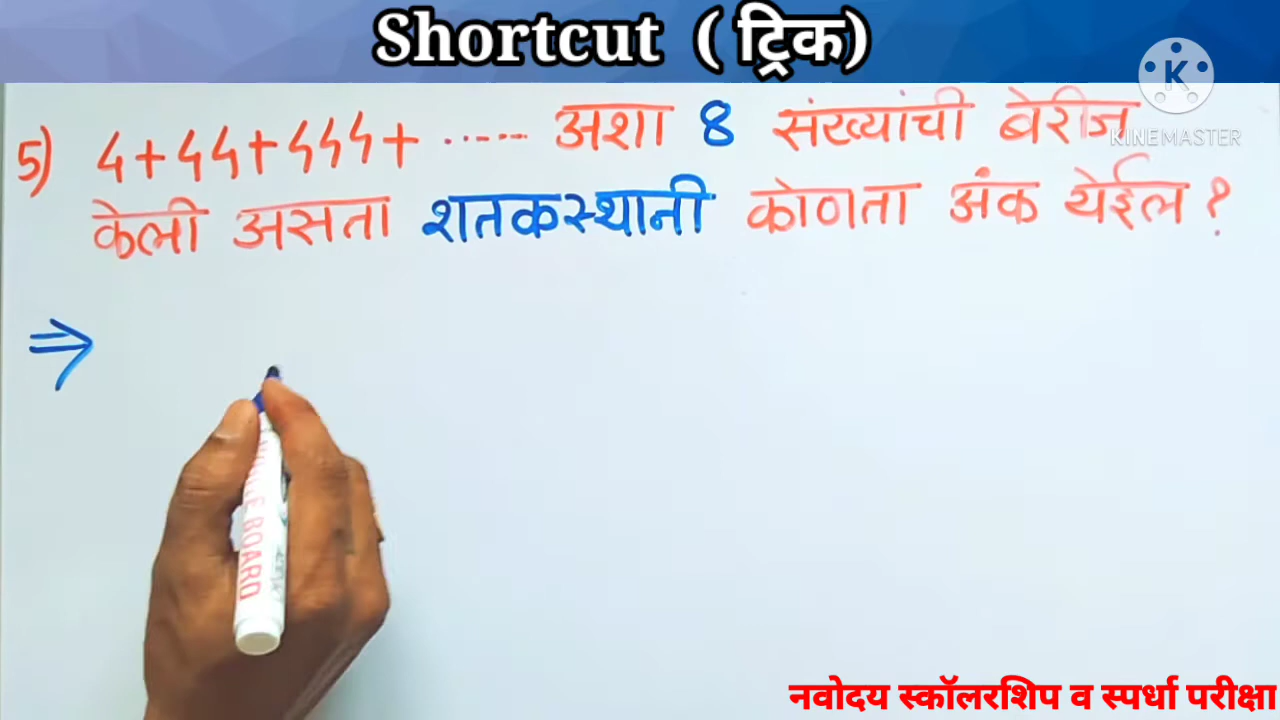 Shortcut ( ट्रिक)
K
KINEMASTER
5) 4+44+444+ ...... अशा 8 संख्यांची बेरीज
केली असता शतकस्थानी कोणता अंक येईल ?
⇒
नवोदय स्कॉलरशिप व स्पर्धा परीक्षा